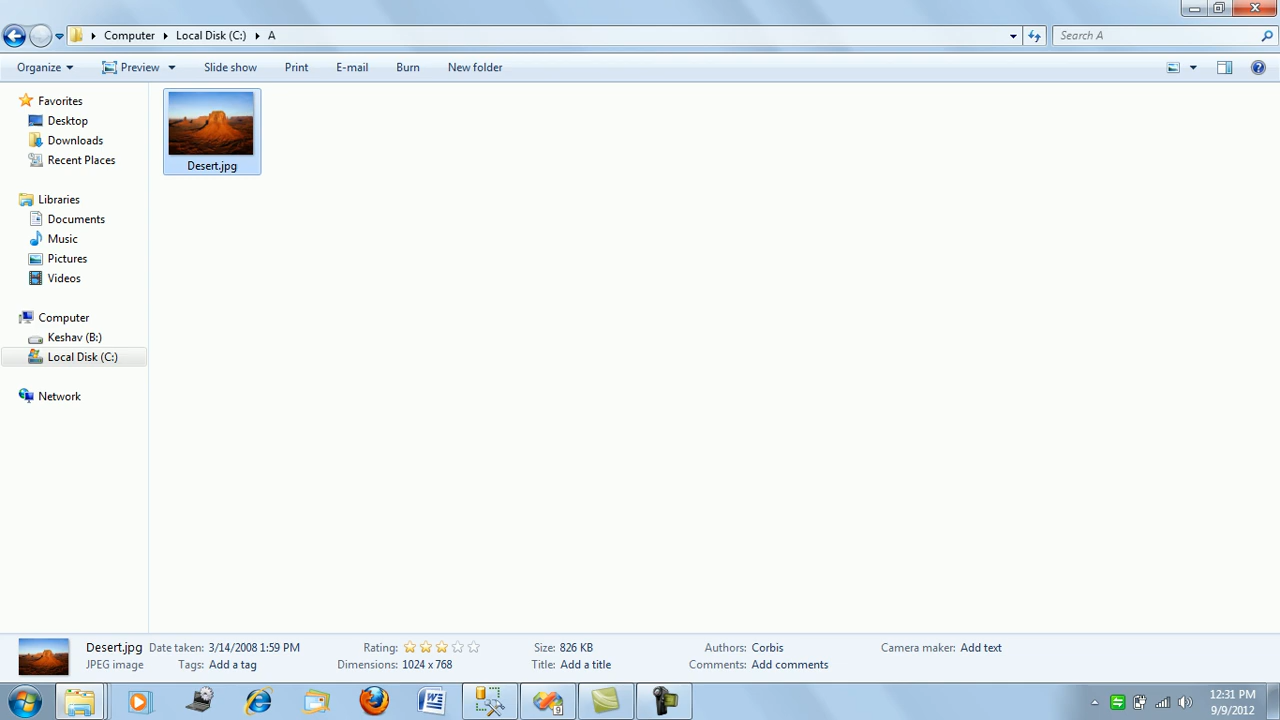 Computer Local Disk (C:) A
Search A
Organize Preview Slide show Print E-mail Burn New folder
Favorites
Desktop
Downloads
Recent Places
Libraries
Documents
Music
Pictures
Videos
Computer
Keshav (B:)
Local Disk (C:)
Network
Desert.jpg
Desert.jpg Date taken: 3/14/2008 1:59 PM Rating: Size: 826 KB Authors: Corbis Camera maker: Add text
JPEG image Tags: Add a tag Dimensions: 1024 x 768 Title: Add a title Comments: Add comments
9
12:31 PM
9/9/2012